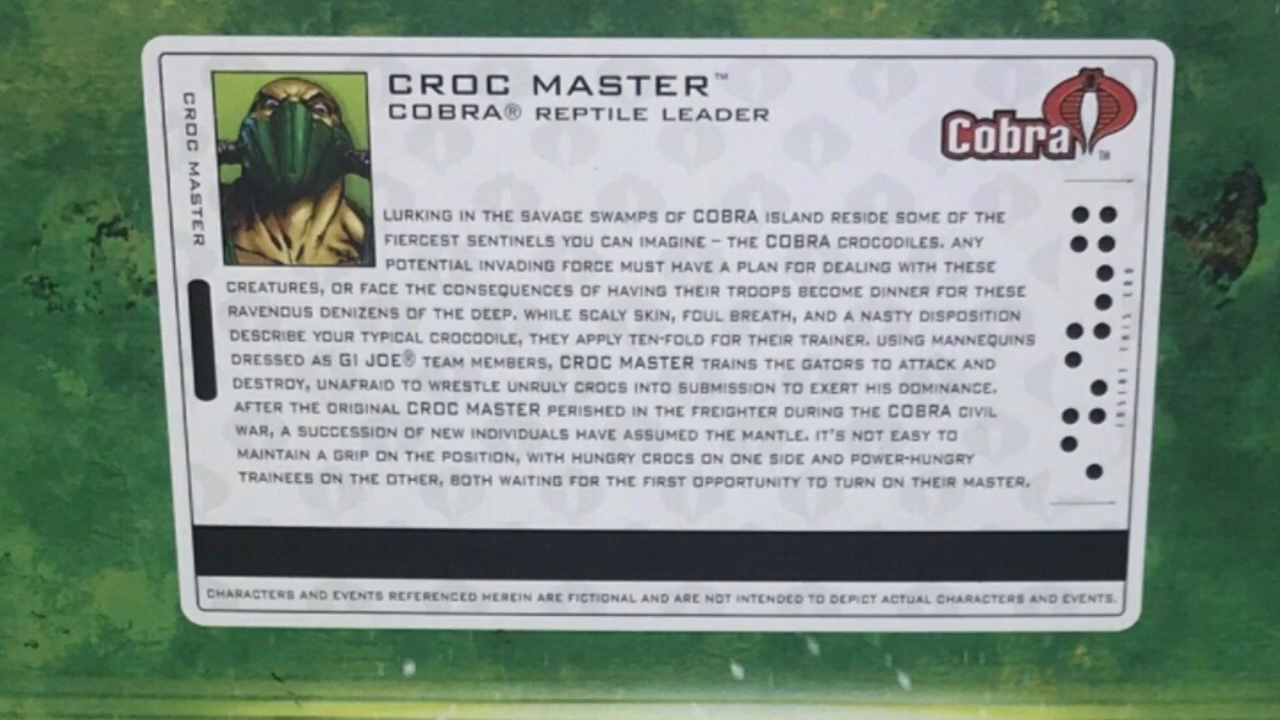 CROC MASTER™
COBRA® REPTILE LEADER
Cobra™
CROC MASTER
LURKING IN THE SAVAGE SWAMPS OF COBRA ISLAND RESIDE SOME OF THE
FIERCEST SENTINELS YOU CAN IMAGINE – THE COBRA CROCODILES. ANY
POTENTIAL INVADING FORCE MUST HAVE A PLAN FOR DEALING WITH THESE
CREATURES, OR FACE THE CONSEQUENCES OF HAVING THEIR TROOPS BECOME DINNER FOR THESE
RAVENOUS DENIZENS OF THE DEEP. WHILE SCALY SKIN, FOUL BREATH, AND A NASTY DISPOSITION
DESCRIBE YOUR TYPICAL CROCODILE, THEY APPLY TEN-FOLD FOR THEIR TRAINER. USING MANNEQUINS
DRESSED AS GI JOE® TEAM MEMBERS, CROC MASTER TRAINS THE GATORS TO ATTACK AND
DESTROY, UNAFRAID TO WRESTLE UNRULY CROCS INTO SUBMISSION TO EXERT HIS DOMINANCE.
AFTER THE ORIGINAL CROC MASTER PERISHED IN THE FREIGHTER DURING THE COBRA CIVIL
WAR, A SUCCESSION OF NEW INDIVIDUALS HAVE ASSUMED THE MANTLE. IT'S NOT EASY TO
MAINTAIN A GRIP ON THE POSITION, WITH HUNGRY CROCS ON ONE SIDE AND POWER-HUNGRY
TRAINEES ON THE OTHER, BOTH WAITING FOR THE FIRST OPPORTUNITY TO TURN ON THEIR MASTER.
INSERT THIS END
CHARACTERS AND EVENTS REFERENCED HEREIN ARE FICTIONAL AND ARE NOT INTENDED TO DEPICT ACTUAL CHARACTERS AND EVENTS.